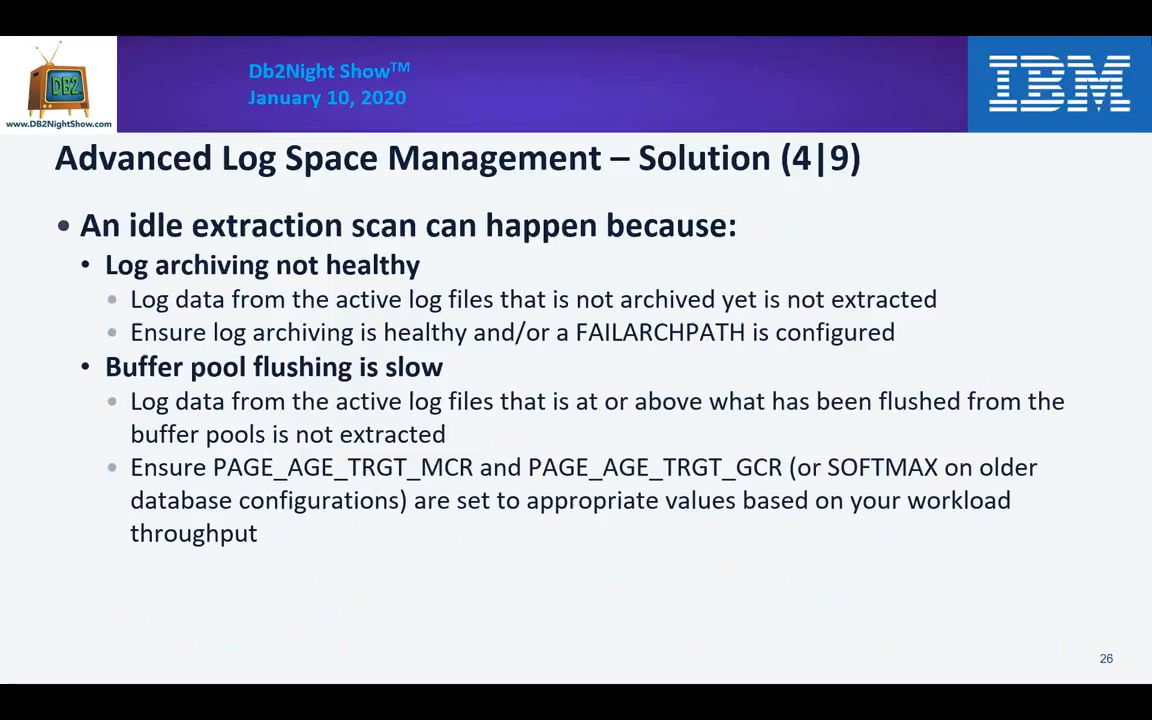 Db2Night Show™
January 10, 2020
IBM
DB2
www.DB2NightShow.com
Advanced Log Space Management – Solution (4|9)
• An idle extraction scan can happen because:
• Log archiving not healthy
• Log data from the active log files that is not archived yet is not extracted
• Ensure log archiving is healthy and/or a FAILARCHPATH is configured
• Buffer pool flushing is slow
• Log data from the active log files that is at or above what has been flushed from the
buffer pools is not extracted
• Ensure PAGE_AGE_TRGT_MCR and PAGE_AGE_TRGT_GCR (or SOFTMAX on older
database configurations) are set to appropriate values based on your workload
throughput
26